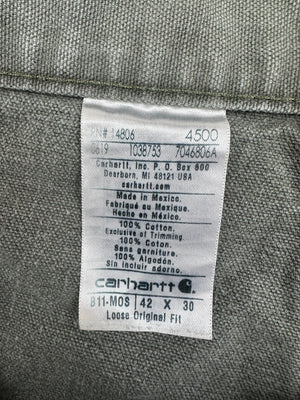 RN# 14806 4500
0619 1038753 7046806A
Carhartt, Inc. P. O. Box 600
Dearborn, MI 48121 USA
carhartt.com
Made in Mexico.
Fabriqué au Mexique.
Hecho en México.
100% Cotton.
Exclusive of Trimming.
100% Coton.
Sans garniture.
100% Algodón.
Sin incluir adorno.
carhartt
B11-MOS 42 X 30
Loose Original Fit